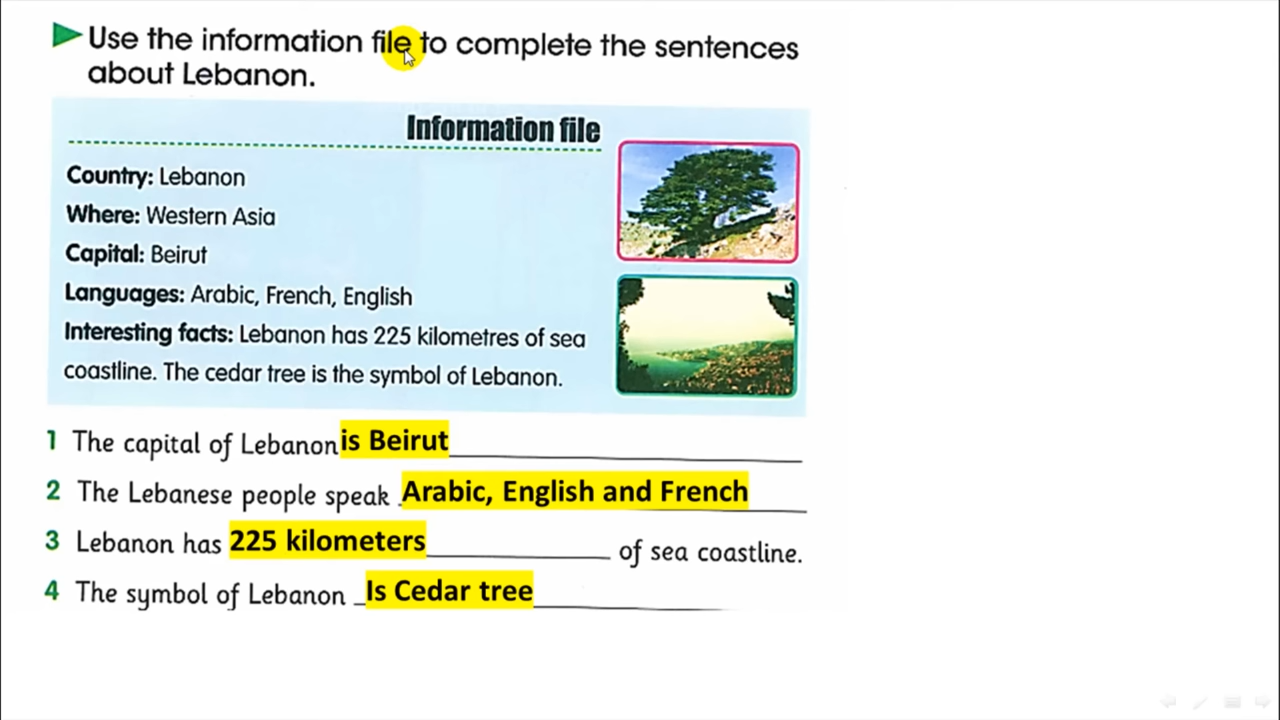 Use the information file to complete the sentences
about Lebanon.
Information file
Country: Lebanon
Where: Western Asia
Capital: Beirut
Languages: Arabic, French, English
Interesting facts: Lebanon has 225 kilometres of sea
coastline. The cedar tree is the symbol of Lebanon.
1 The capital of Lebanon is Beirut
2 The Lebanese people speak Arabic, English and French
3 Lebanon has 225 kilometers of sea coastline.
4 The symbol of Lebanon Is Cedar tree